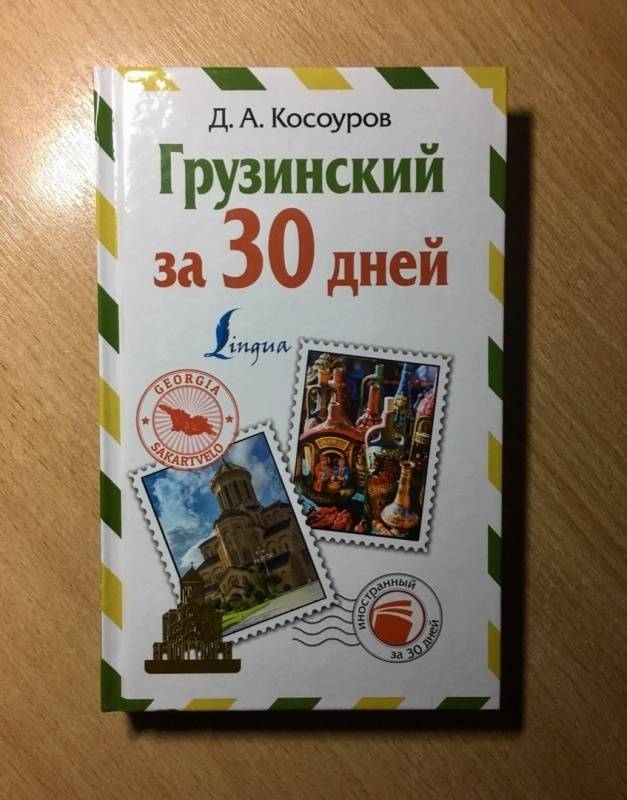 Д. А. Косоуров
Грузинский
за 30 дней
Lingua
GEORGIA
SAKARTVELO
иностранный
за 30 дней